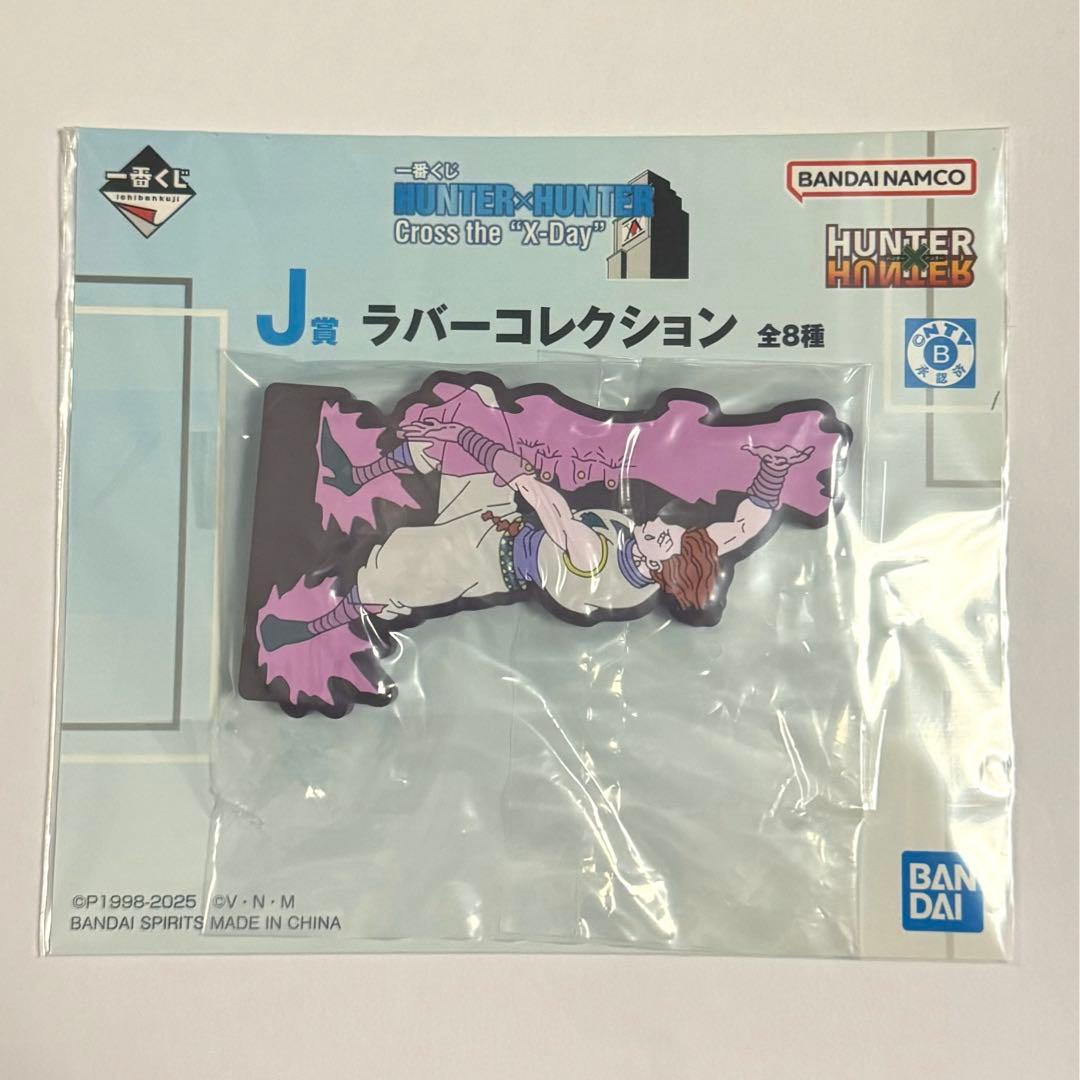 一番くじ
ichibankuji
一番くじ
HUNTER×HUNTER
Cross the "X-Day"
BANDAI NAMCO
HUNTER
×
HUNTER
J賞 ラバーコレクション 全8種
CNTV
B
承認済
©P1998-2025 ©V・N・M
BANDAI SPIRITS MADE IN CHINA
BAN
DAI